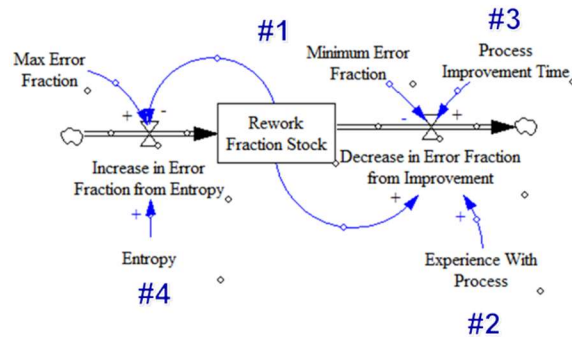 #1
#3
Max Error
Fraction
Minimum Error
Fraction
Process
Improvement Time
+
-
-
+
Rework
Fraction Stock
Increase in Error
Fraction from Entropy
Decrease in Error Fraction
from Improvement
+
+
+
Entropy
Experience With
Process
#4
#2